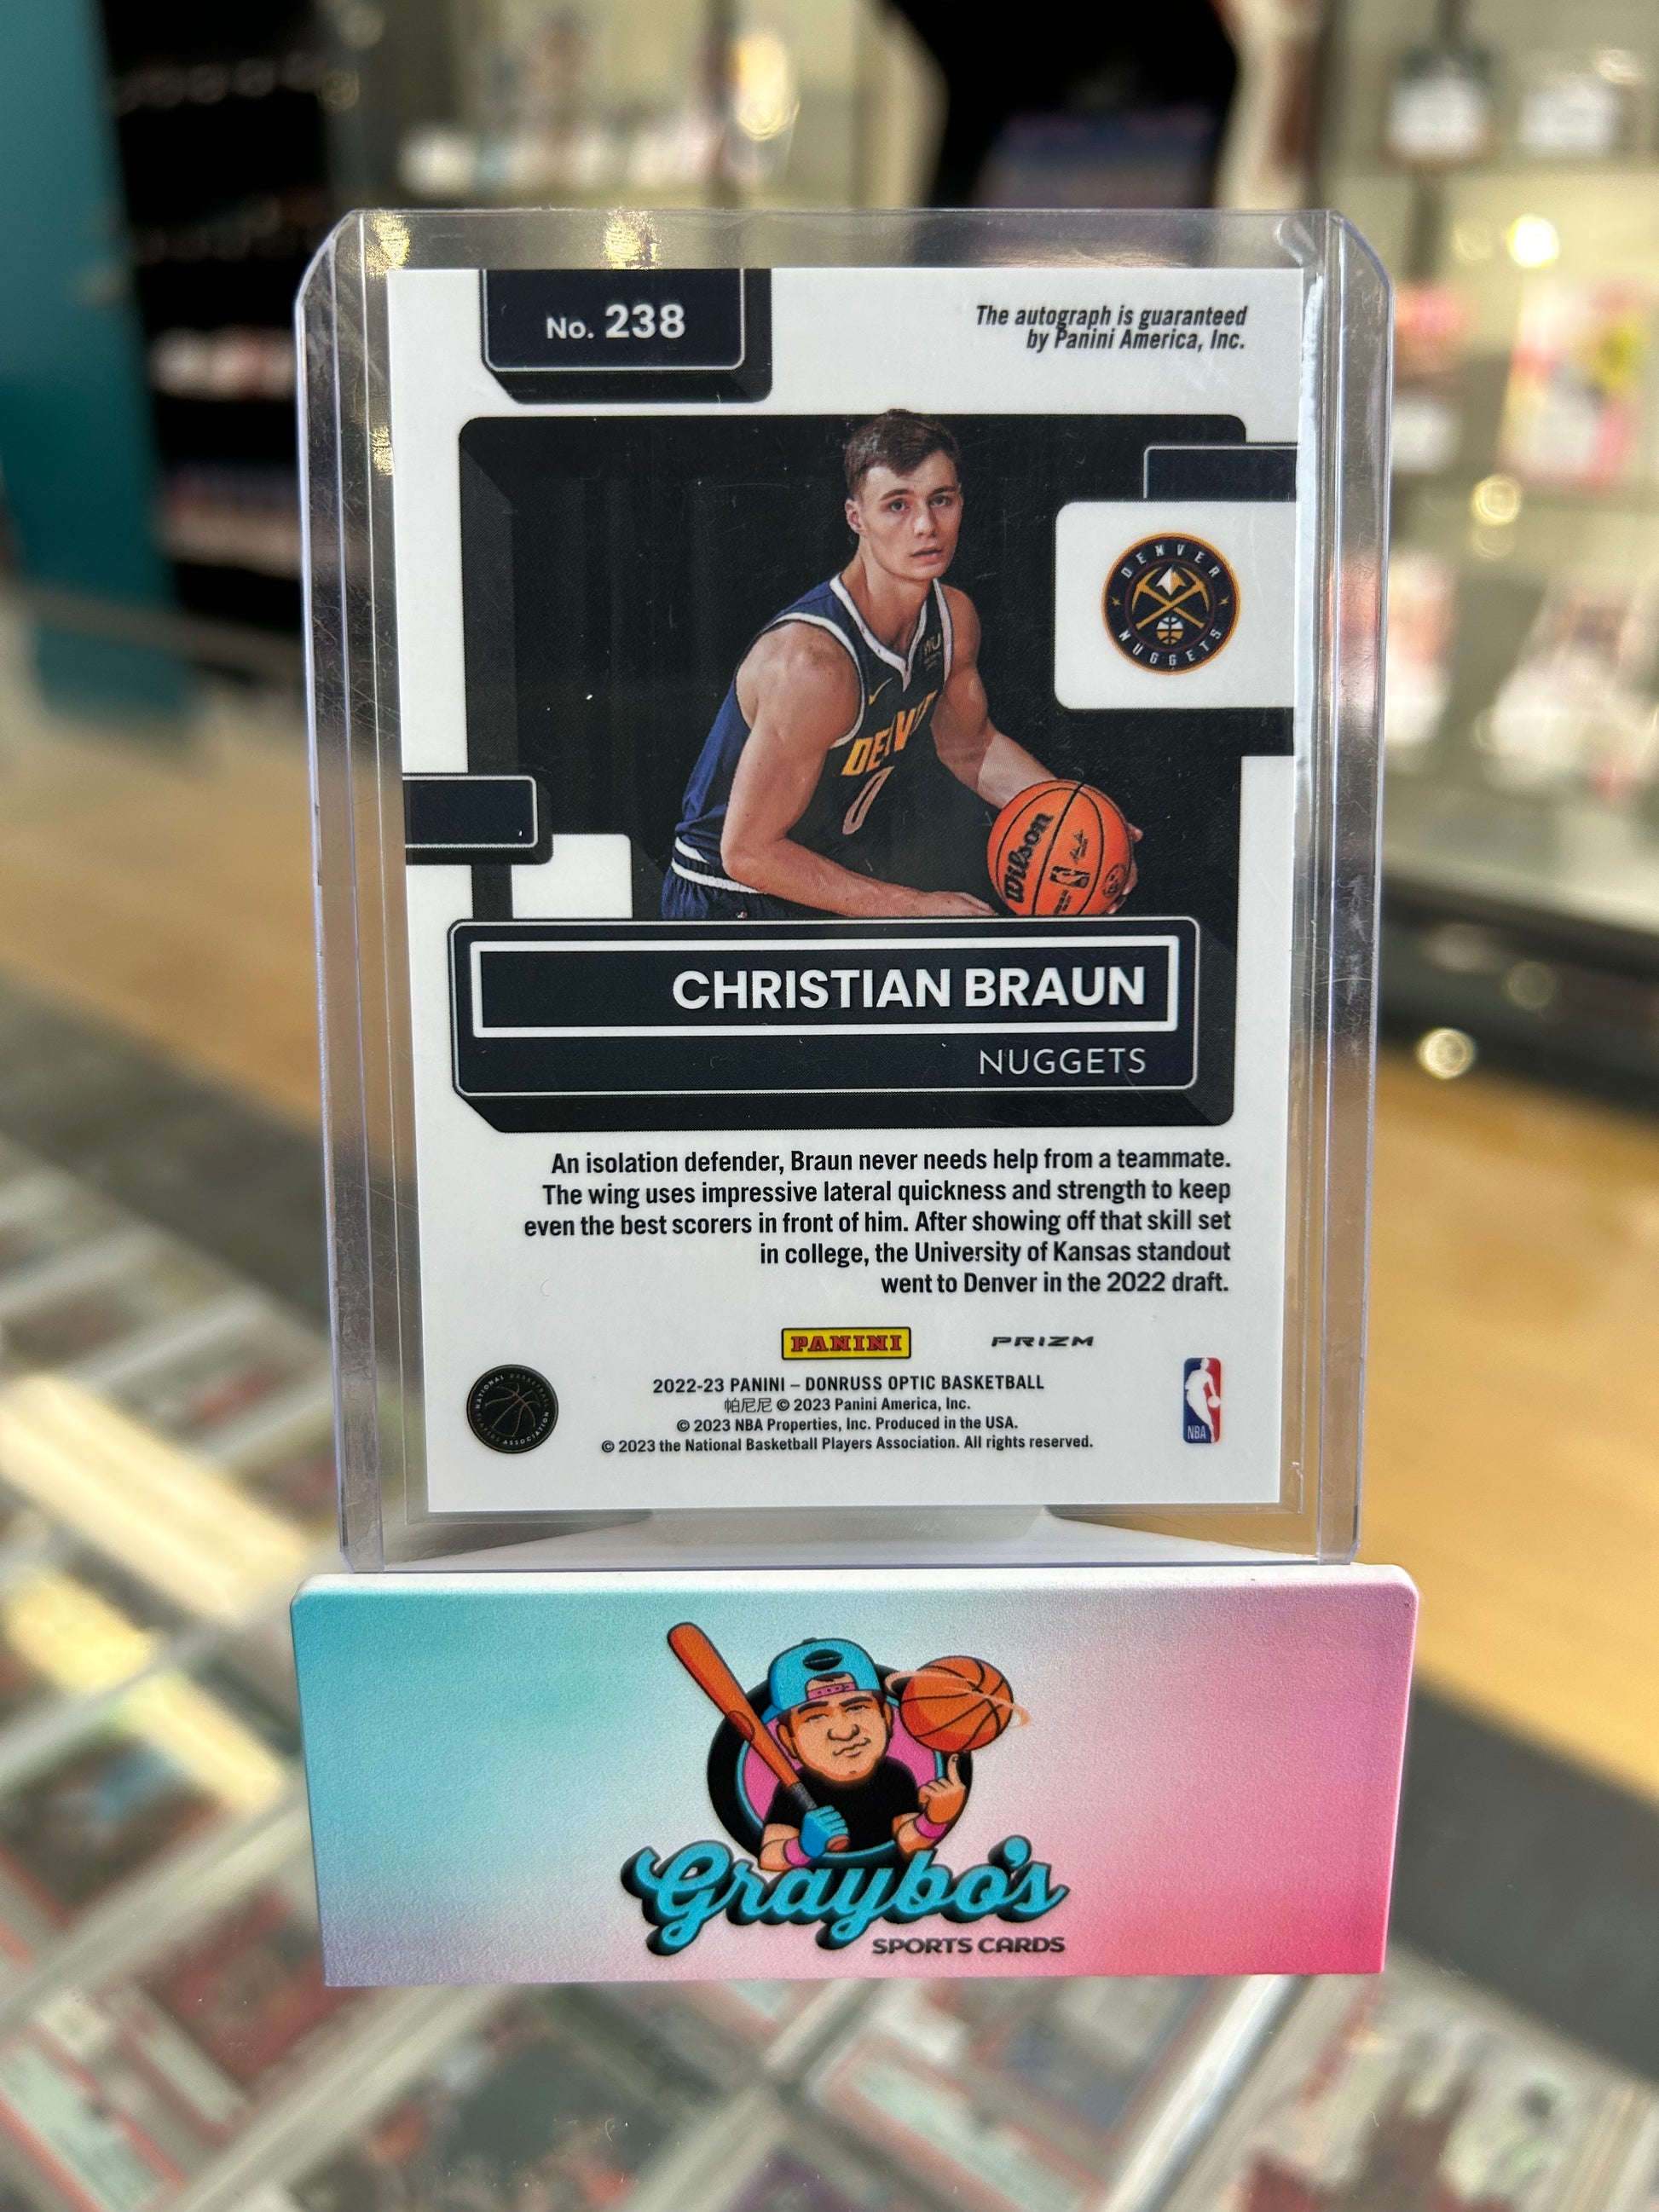 No. 238
The autograph is guaranteed
by Panini America, Inc.
DENVER
NUGGETS
DENVER
0
Wilson
CHRISTIAN BRAUN
NUGGETS
An isolation defender, Braun never needs help from a teammate.
The wing uses impressive lateral quickness and strength to keep
even the best scorers in front of him. After showing off that skill set
in college, the University of Kansas standout
went to Denver in the 2022 draft.
PANINI
PRIZM
NATIONAL BASKETBALL
PLAYERS ASSOCIATION
2022-23 PANINI – DONRUSS OPTIC BASKETBALL
帕尼尼 © 2023 Panini America, Inc.
© 2023 NBA Properties, Inc. Produced in the USA.
© 2023 the National Basketball Players Association. All rights reserved.
NBA
Graybo's
SPORTS CARDS